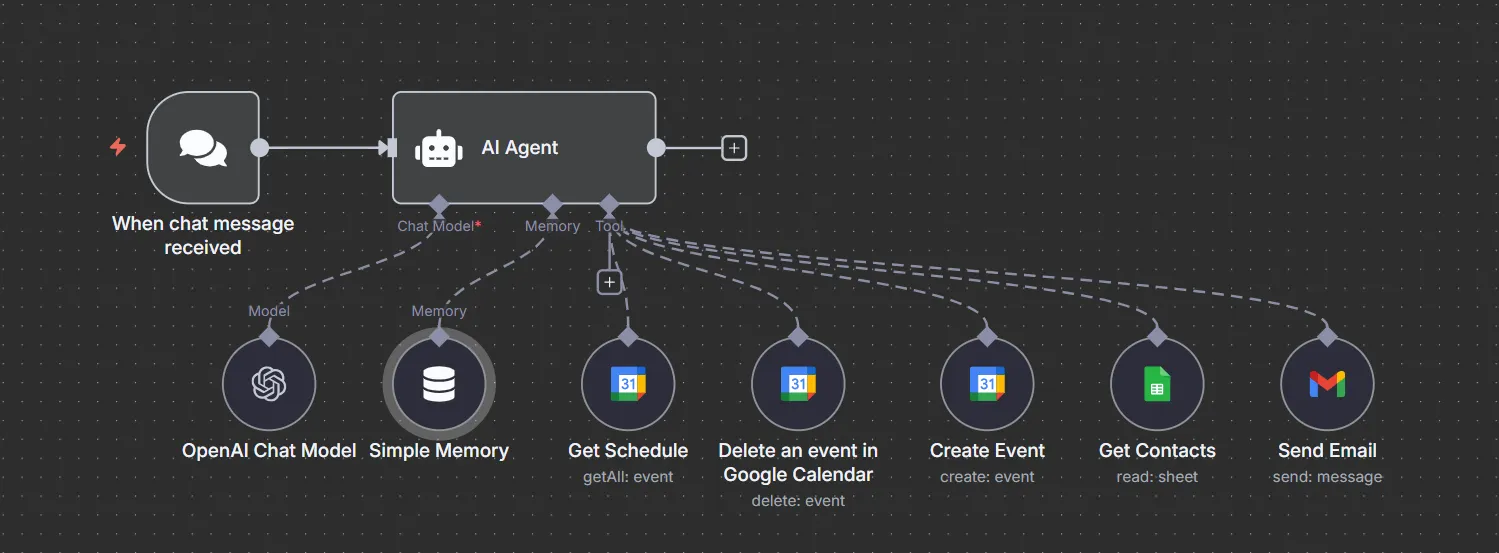 AI Agent
When chat message
received
Chat Model*
Memory
Tool
Model
Memory
31
31
31
OpenAI Chat Model
Simple Memory
Get Schedule
getAll: event
Delete an event in
Google Calendar
delete: event
Create Event
create: event
Get Contacts
read: sheet
Send Email
send: message